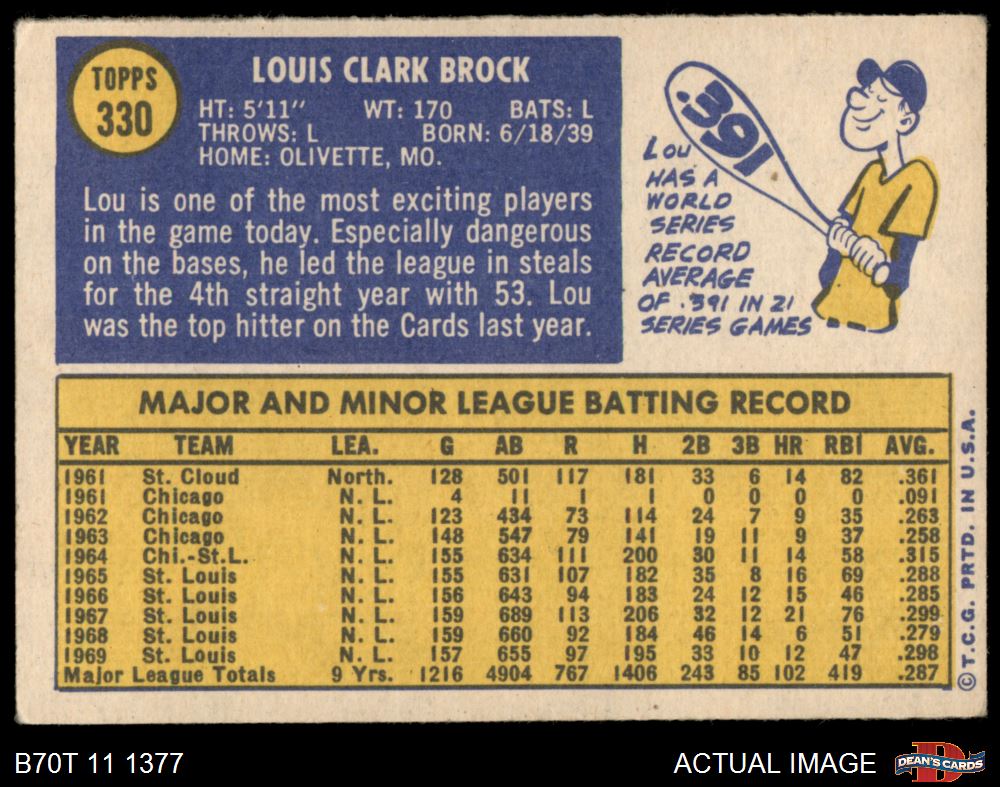 TOPPS
330
LOUIS CLARK BROCK
HT: 5'11" WT: 170 BATS: L
THROWS: L BORN: 6/18/39
HOME: OLIVETTE, MO.
Lou is one of the most exciting players
in the game today. Especially dangerous
on the bases, he led the league in steals
for the 4th straight year with 53. Lou
was the top hitter on the Cards last year.
.391
LOU
HAS A
WORLD
SERIES
RECORD
AVERAGE
OF .391 IN 21
SERIES GAMES
MAJOR AND MINOR LEAGUE BATTING RECORD
YEAR TEAM LEA. G AB R H 2B 3B HR RBI AVG.
1961 St. Cloud North. 128 501 117 181 33 6 14 82 .361
1961 Chicago N. L. 4 11 1 1 0 0 0 0 .091
1962 Chicago N. L. 123 434 73 114 24 7 9 35 .263
1963 Chicago N. L. 148 547 79 141 19 11 9 37 .258
1964 Chi.-St.L. N. L. 155 634 111 200 30 11 14 58 .315
1965 St. Louis N. L. 155 631 107 182 35 8 16 69 .288
1966 St. Louis N. L. 156 643 94 183 24 12 15 46 .285
1967 St. Louis N. L. 159 689 113 206 32 12 21 76 .299
1968 St. Louis N. L. 159 660 92 184 46 14 6 51 .279
1969 St. Louis N. L. 157 655 97 195 33 10 12 47 .298
Major League Totals 9 Yrs. 1216 4904 767 1406 243 85 102 419 .287
© T.C.G. PRTD. IN U.S.A.
B70T 11 1377
ACTUAL IMAGE
DEAN'S CARDS